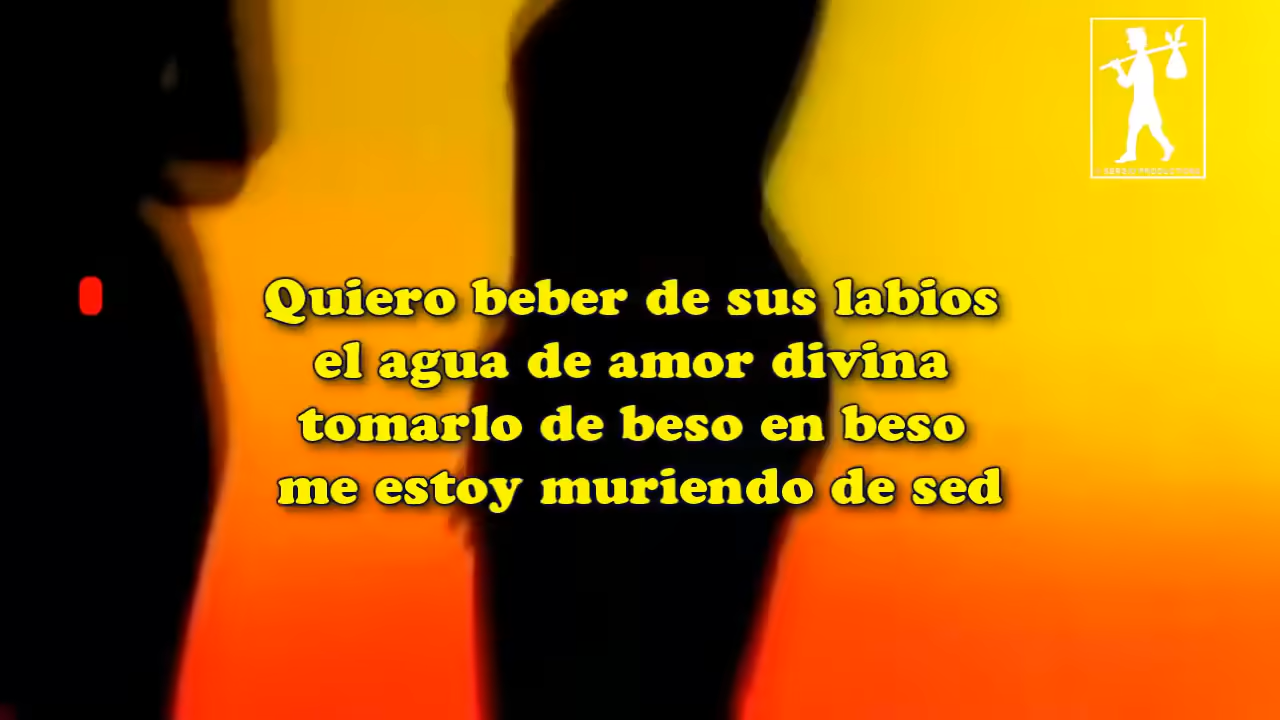 Quiero beber de sus labios
el agua de amor divina
tomarlo de beso en beso
me estoy muriendo de sed